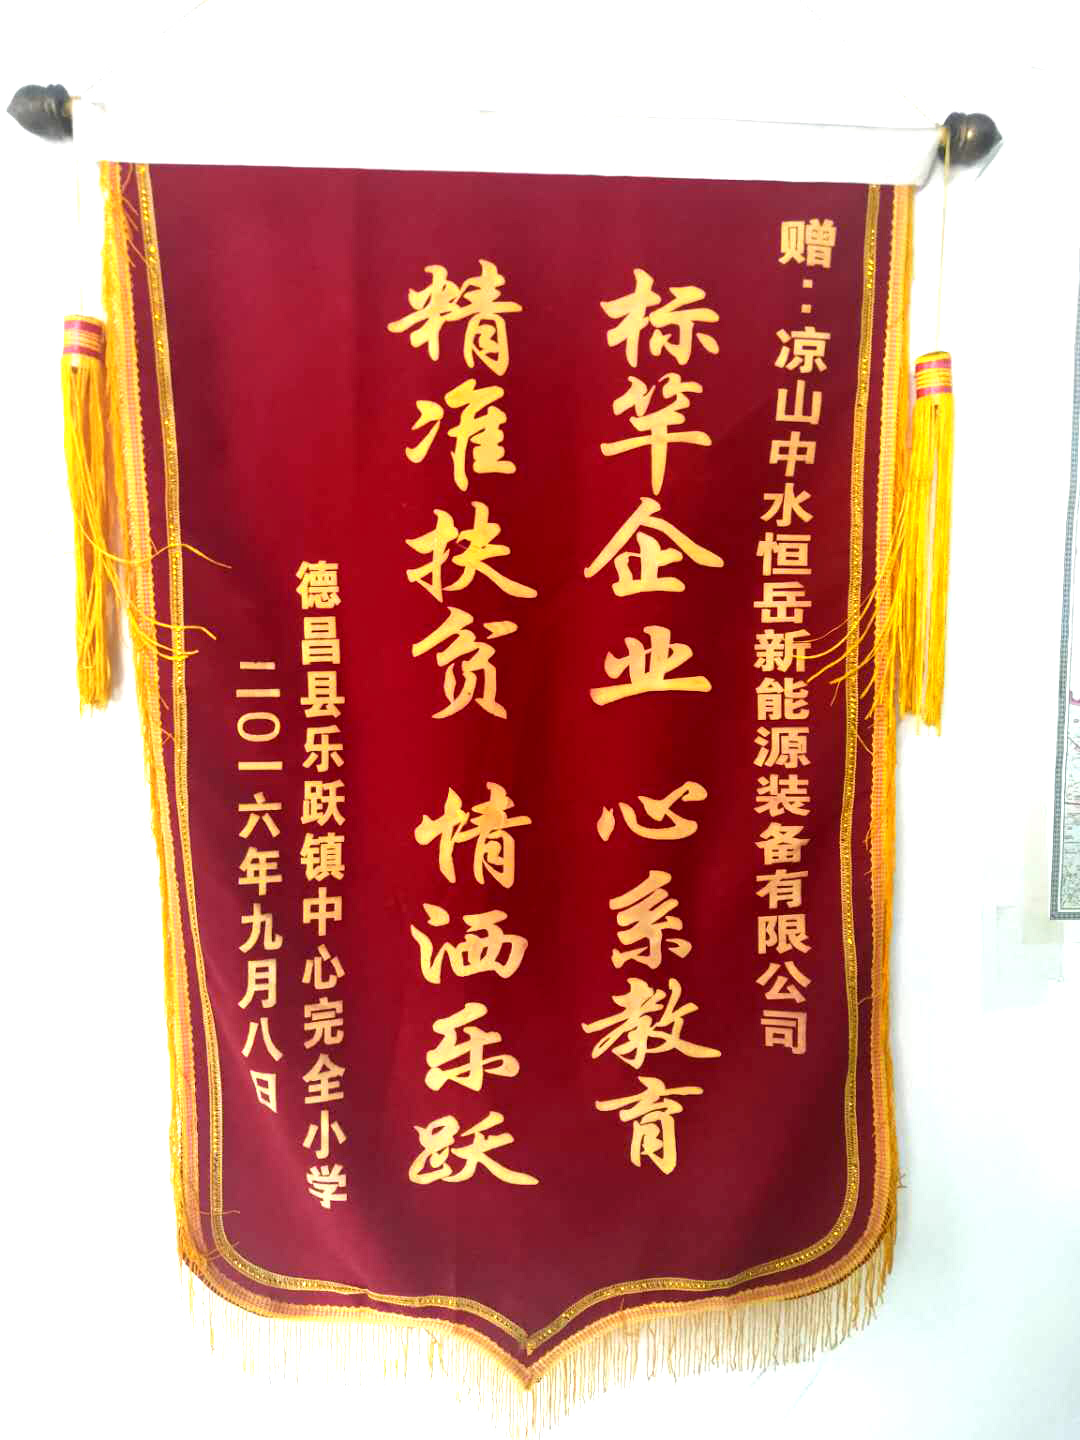 赠:凉山中水恒岳新能源装备有限公司
标竿企业 心系教育
精准扶贫 情洒乐跃
德昌县乐跃镇中心完全小学
二〇一六年九月八日